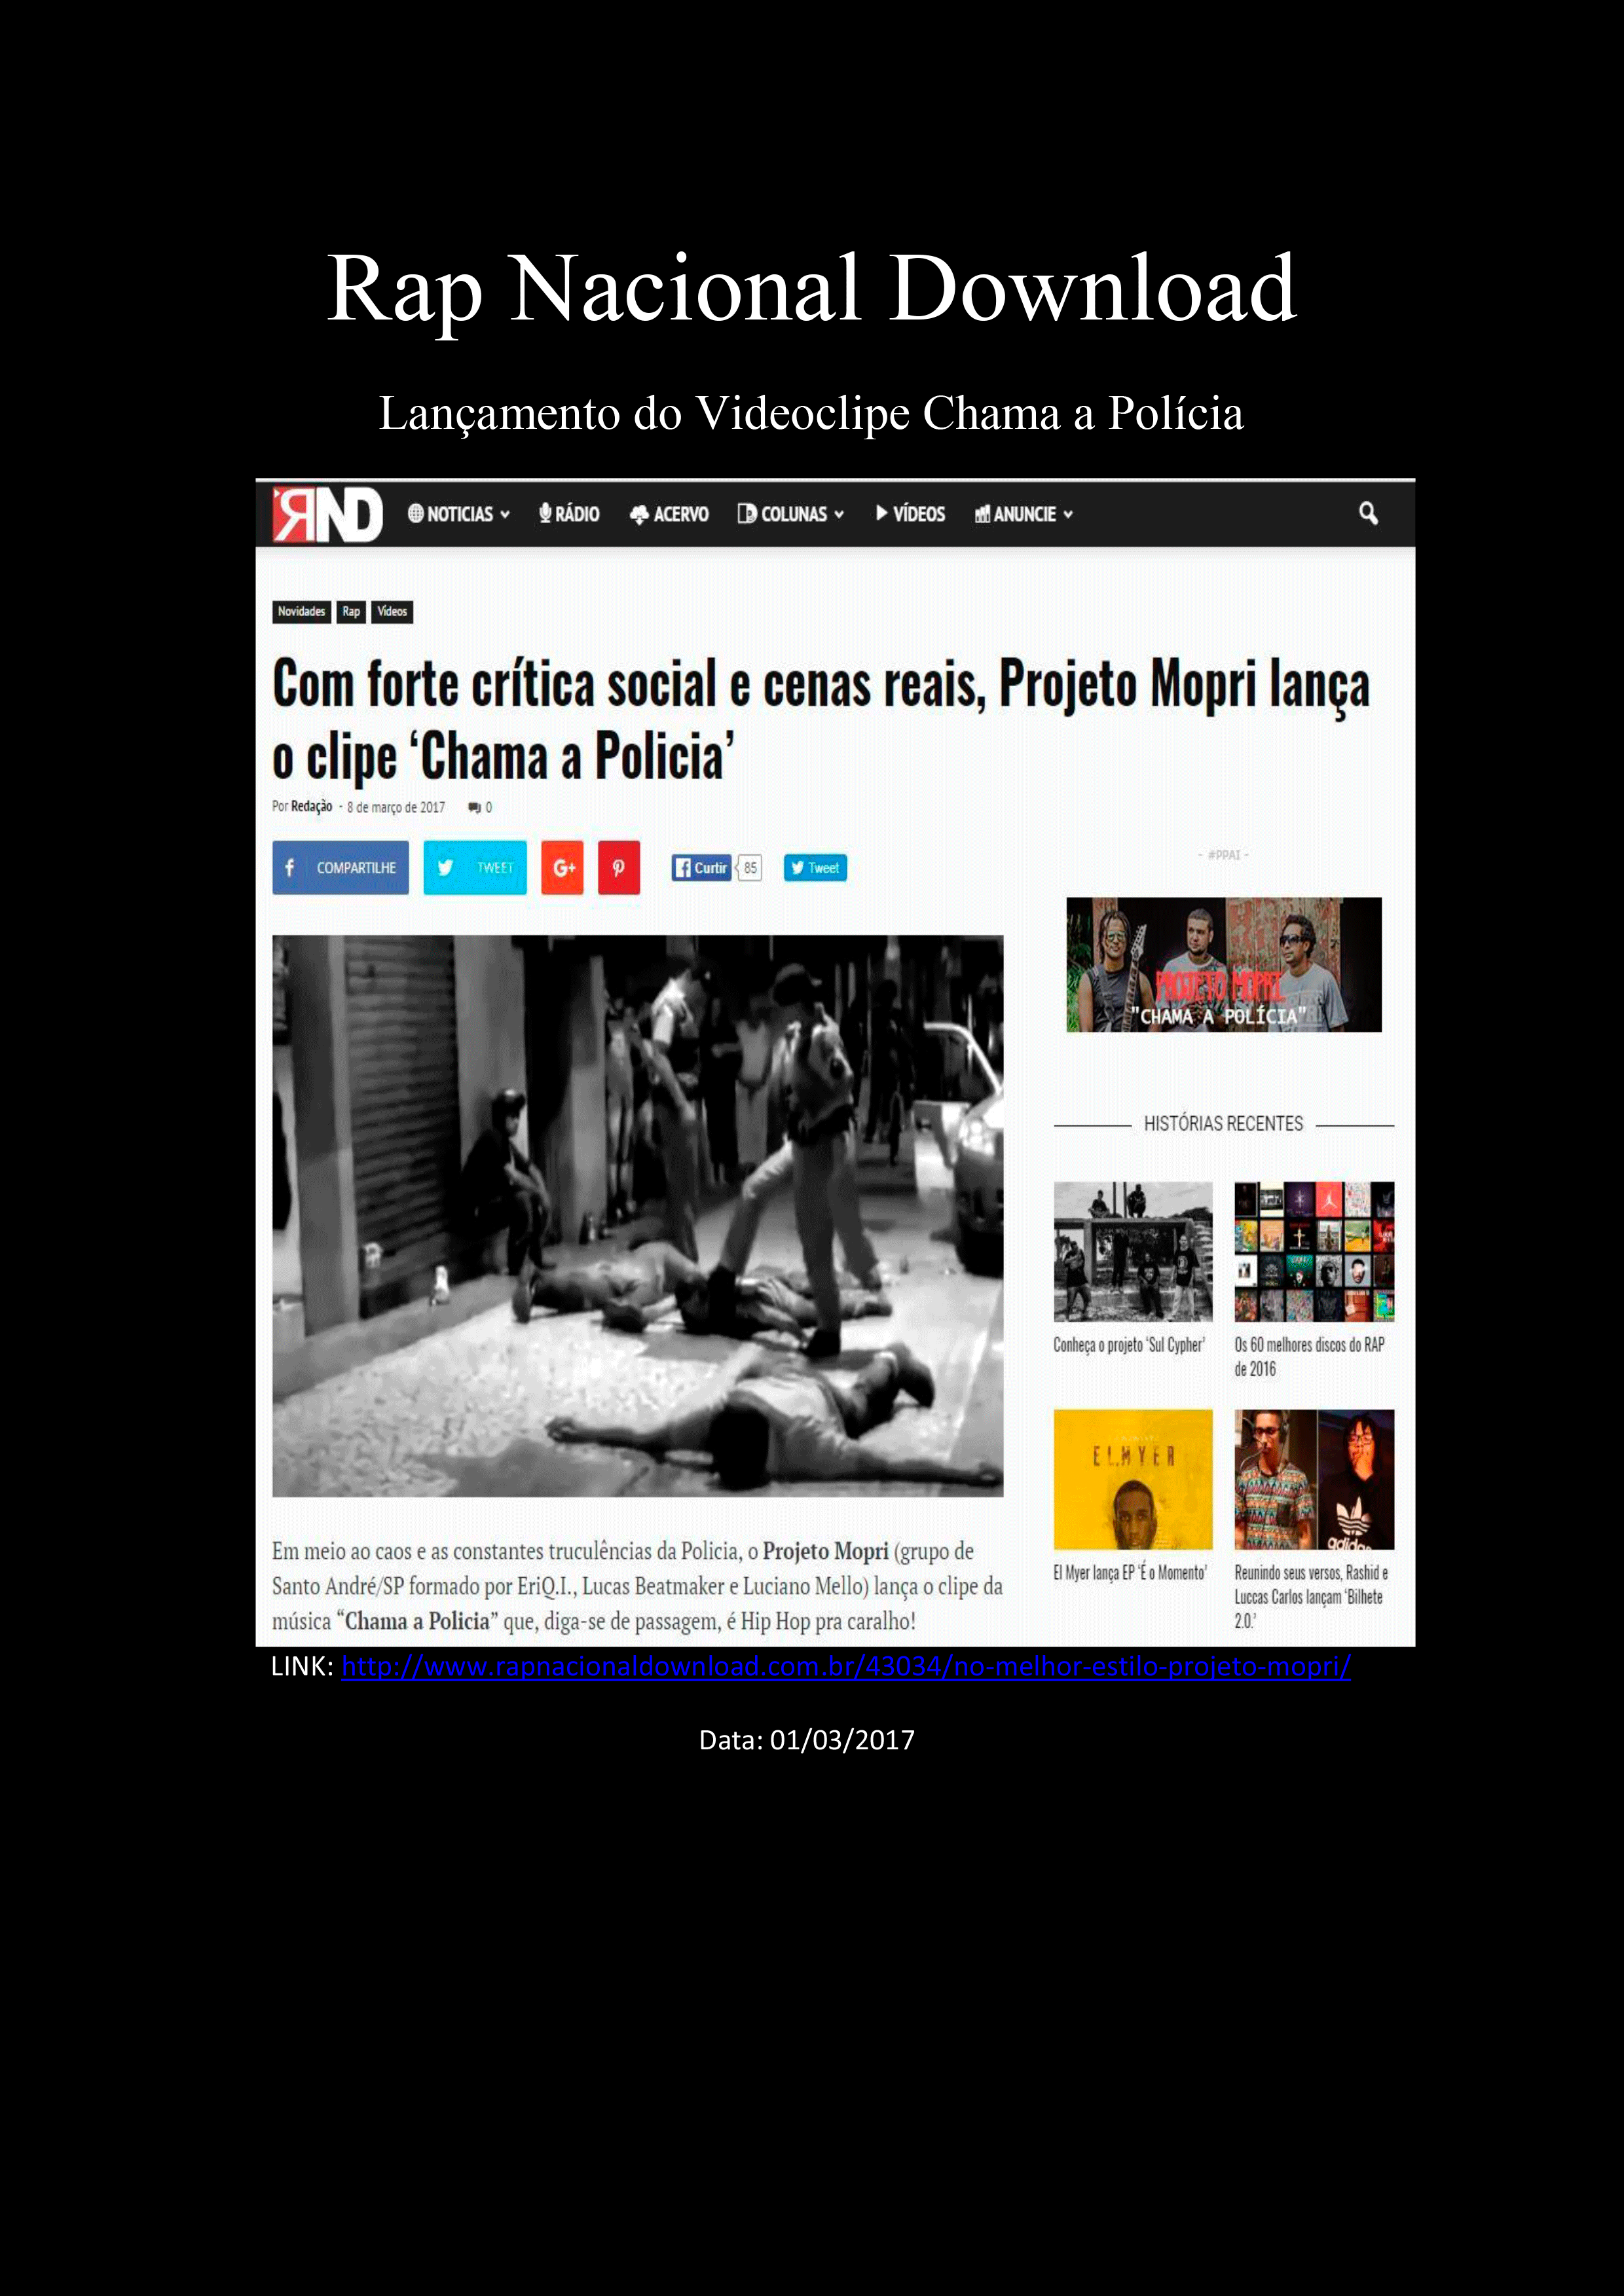 Rap Nacional Download
Lançamento do Videoclipe Chama a Polícia
RND
NOTICIAS
RÁDIO
ACERVO
COLUNAS
VÍDEOS
ANUNCIE
Novidades
Rap
Vídeos
Com forte crítica social e cenas reais, Projeto Mopri lança
o clipe ‘Chama a Policia’
Por Redação - 8 de março de 2017 0
COMPARTILHE
TWEET
G+
Curtir 85
Tweet
- #PPAI -
PROJETO MOPRI
"CHAMA A POLÍCIA"
HISTÓRIAS RECENTES
Conheça o projeto ‘Sul Cypher’
Os 60 melhores discos do RAP
de 2016
ELMYER
adidas
El Myer lança EP ‘É o Momento’
Reunindo seus versos, Rashid e
Luccas Carlos lançam ‘Bilhete
2.0.’
Em meio ao caos e as constantes truculências da Policia, o Projeto Mopri (grupo de
Santo André/SP formado por EriQ.I., Lucas Beatmaker e Luciano Mello) lança o clipe da
música “Chama a Policia” que, diga-se de passagem, é Hip Hop pra caralho!
LINK: http://www.rapnacionaldownload.com.br/43034/no-melhor-estilo-projeto-mopri/
Data: 01/03/2017